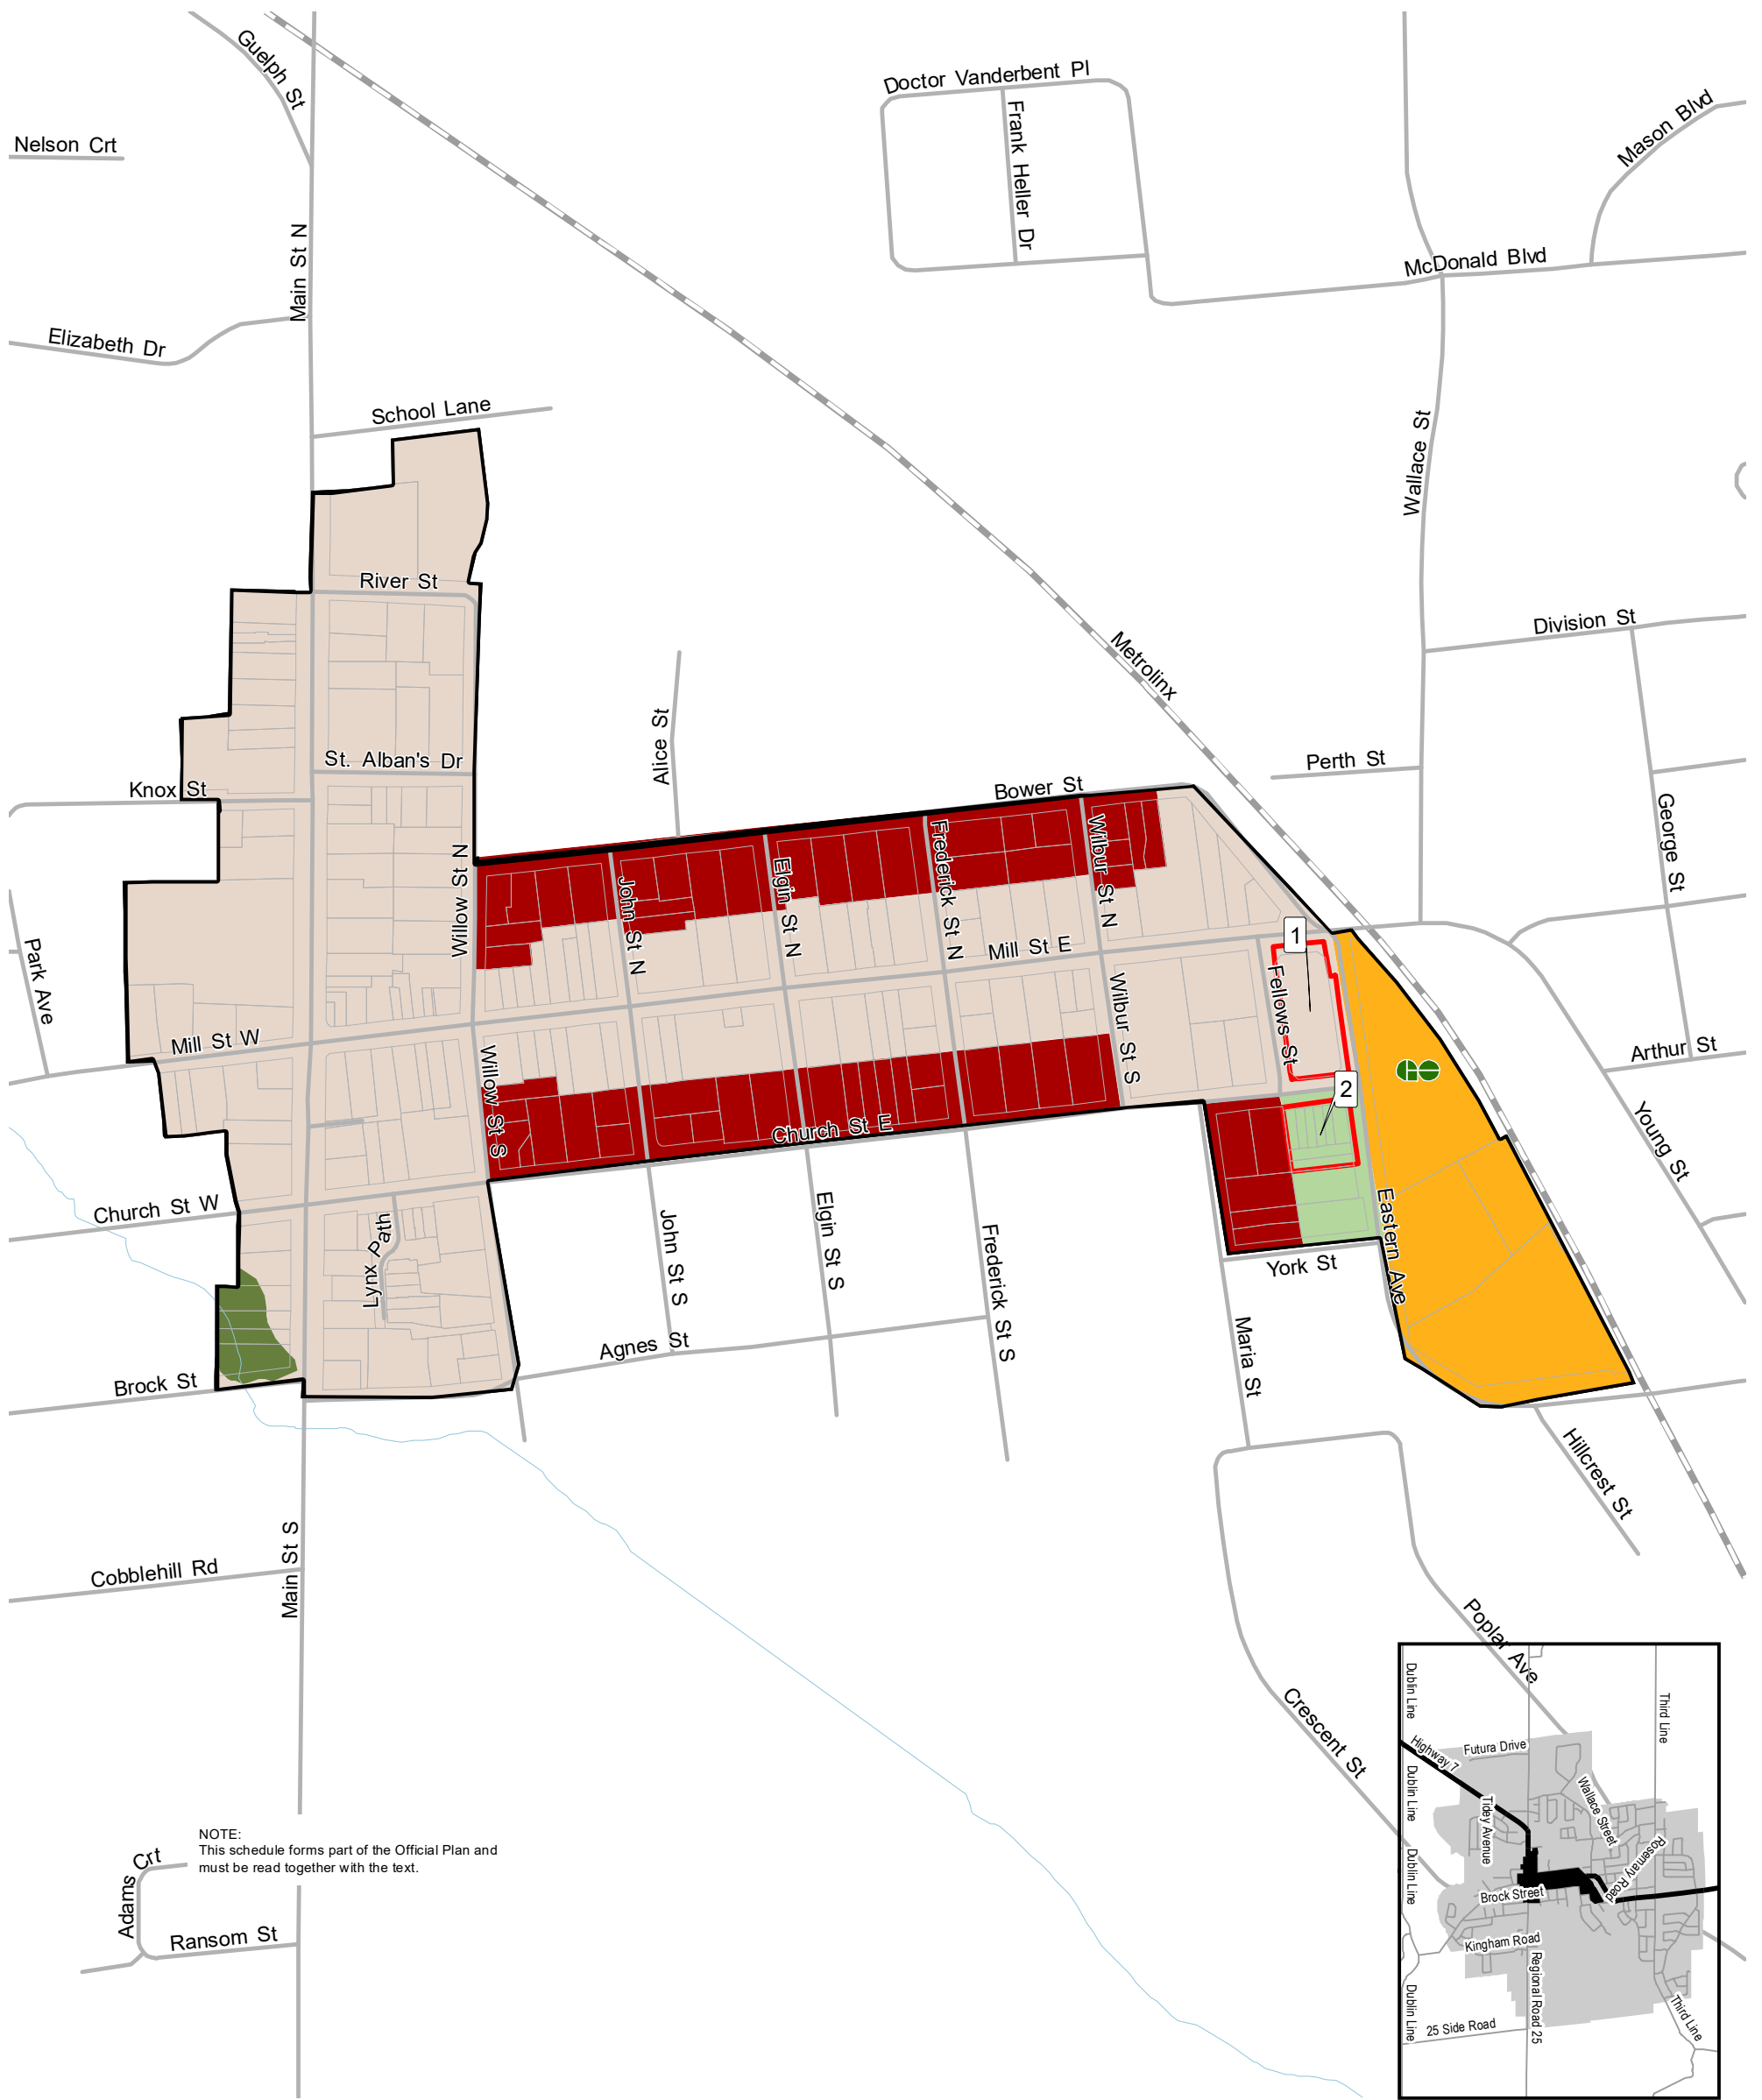 Guelph St
Doctor Vanderbent Pl
Mason Blvd
Nelson Crt
Frank Heller Dr
Main St N
McDonald Blvd
Elizabeth Dr
School Lane
Wallace St
River St
Division St
Metrolinx
Alice St
St. Alban's Dr
Perth St
Knox St
Bower St
George St
Willow St N
John St N
Elgin St N
Frederick St N
Wilbur St N
Park Ave
Mill St E
1
Fellows St
Mill St W
Wilbur St S
Arthur St
Willow St S
2
Church St E
Young St
Church St W
Lynx Path
John St S
Elgin St S
Frederick St S
Eastern Ave
York St
Agnes St
Maria St
Brock St
Hillcrest St
Main St S
Cobblehill Rd
Poplar Ave
Crescent St
NOTE:
This schedule forms part of the Official Plan and
must be read together with the text.
Adams Crt
Ransom St
Dublin Line
Third Line
Highway 7
Futura Drive
Dublin Line
Tidey Avenue
Wallace Street
Rosemary Road
Dublin Line
Brock Street
Kingham Road
Regional Road 25
Dublin Line
25 Side Road
Third Line